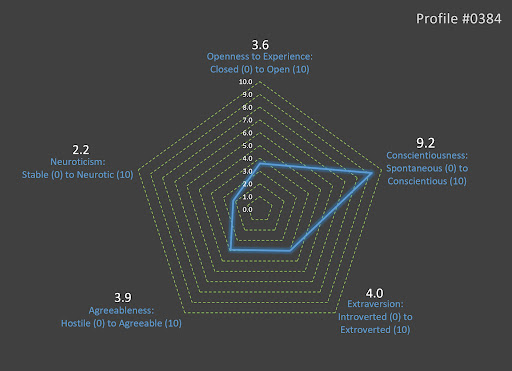 Profile #0384
3.6
Openness to Experience:
Closed (0) to Open (10)
10.0
9.0
8.0
7.0
6.0
5.0
4.0
3.0
2.0
1.0
0.0
9.2
Conscientiousness:
Spontaneous (0) to
Conscientious (10)
4.0
Extraversion:
Introverted (0) to
Extroverted (10)
3.9
Agreeableness:
Hostile (0) to Agreeable (10)
2.2
Neuroticism:
Stable (0) to Neurotic (10)